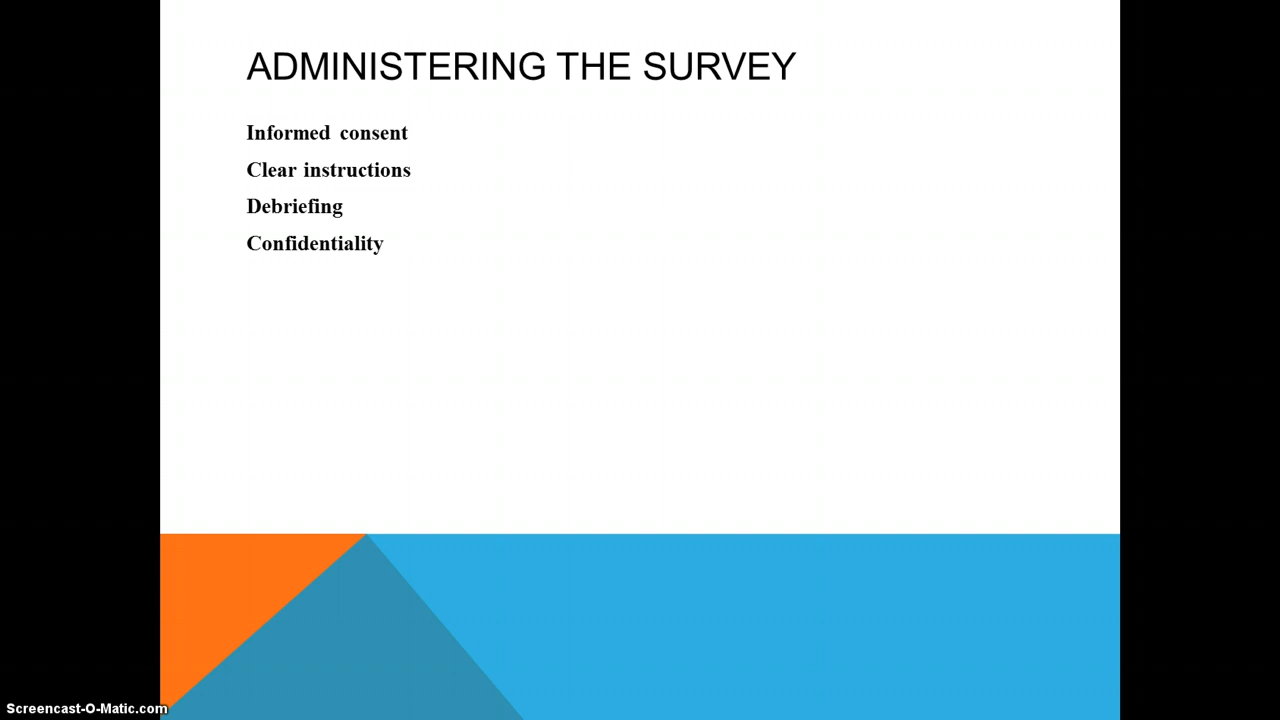 ADMINISTERING THE SURVEY
Informed consent
Clear instructions
Debriefing
Confidentiality
Screencast-O-Matic.com